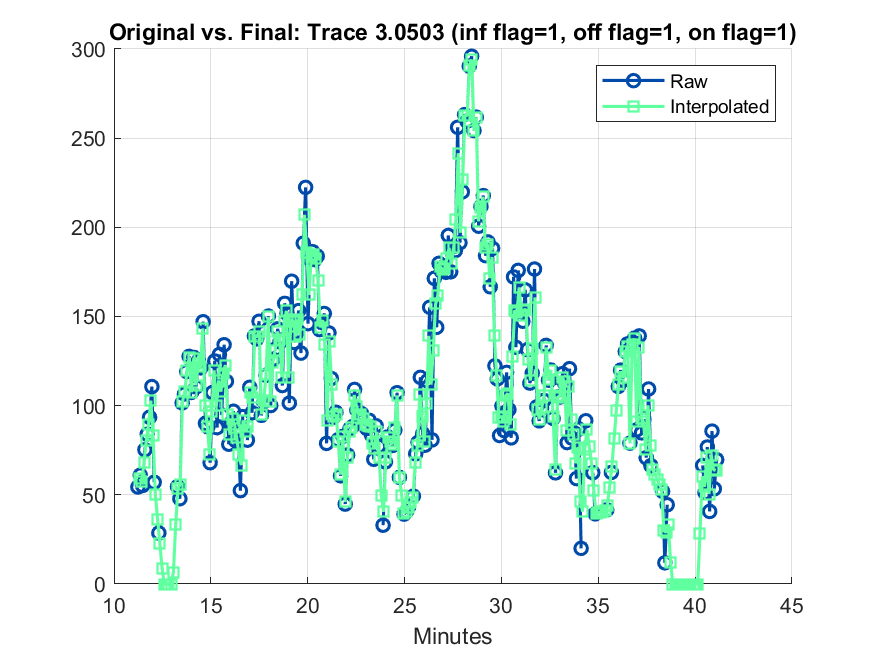 Original vs. Final: Trace 3.0503 (inf flag=1, off flag=1, on flag=1)
300
250
200
150
100
50
0
Raw
Interpolated
10 15 20 25 30 35 40 45
Minutes